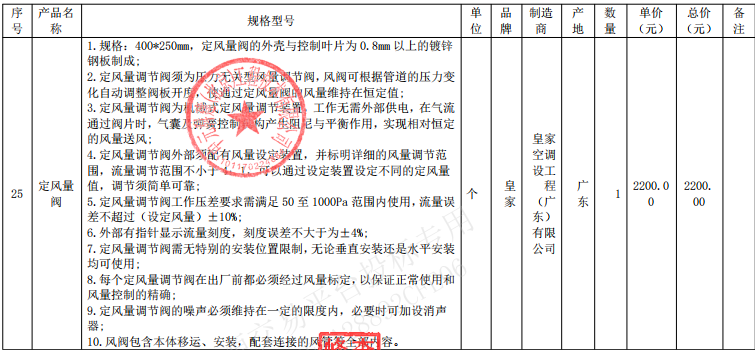 序号 产品名称 规格型号 单位 品牌 制造商 产地 数量 单价（元） 总价（元） 备注
25 定风量阀
1.规格：400*250mm，定风量阀的外壳与控制叶片为 0.8mm 以上的镀锌
钢板制成；
2.定风量调节阀须为压力无关型风量调节阀，风阀可根据管道的压力变
化自动调整阀板开度，使通过定风量阀的风量维持在恒定值；
3.定风量调节阀为机械式定风量调节装置，工作无需外部供电，在气流
通过阀片时，气囊及弹簧控制机构产生阻尼与平衡作用，实现相对恒定
的风量送风；
4.定风量调节阀外部须配有风量设定装置，并标明详细的风量调节范
围，流量调节范围不小于 4：1，可以通过设定装置设定不同的定风量
值，调节须简单可靠；
5.定风量调节阀工作压差要求需满足 50 至 1000Pa 范围内使用，流量误
差不超过（设定风量）±10%；
6.外部有指针显示流量刻度，刻度误差不大于为±4%；
7.定风量调节阀需无特别的安装位置限制，无论垂直安装还是水平安装
均可使用；
8.每个定风量调节阀在出厂前都必须经过风量标定，以保证正常使用和
风量控制的精确；
9.定风量调节阀的噪声必须维持在一定的限度内，必要时可加设消声
器；
10.风阀包含本体移运、安装，配套连接的风管等全部内容。
个
皇家
皇家空调设工程（广东）有限公司
广东
1
2200.00
2200.00